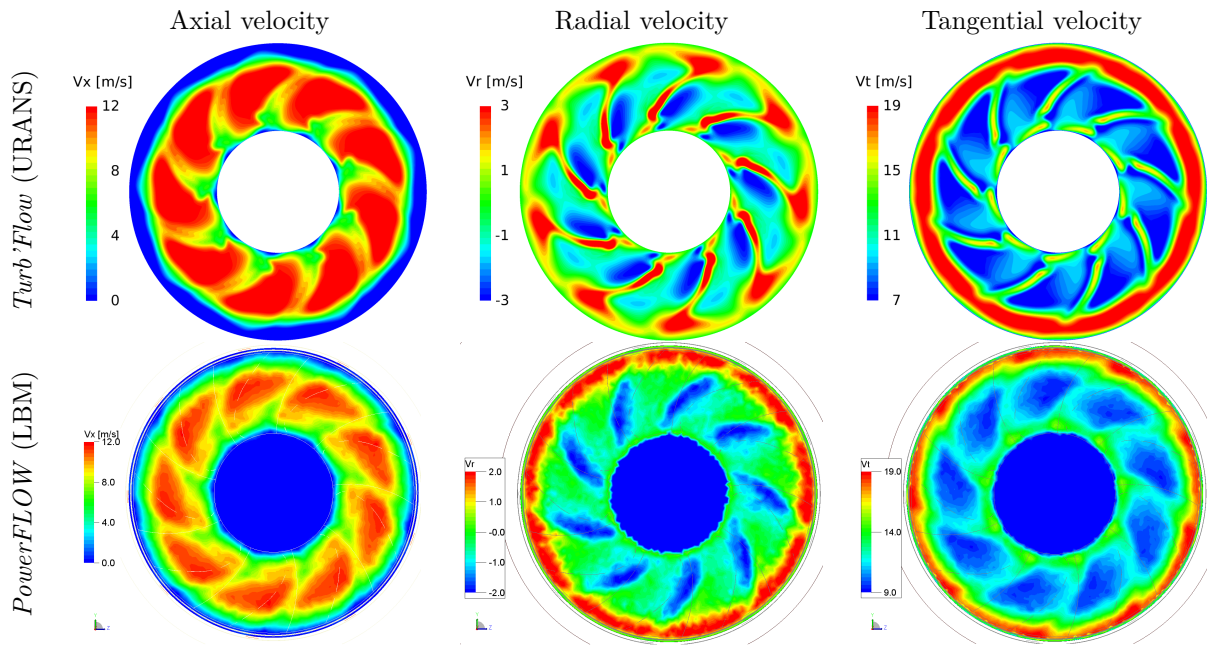 Axial velocity
Radial velocity
Tangential velocity
Turb'Flow (URANS)
Vx [m/s]
12
8
4
0
Vr [m/s]
3
1
-1
-3
Vt [m/s]
19
15
11
7
PowerFLOW (LBM)
Vx [m/s]
12.0
8.0
4.0
0.0
Vr
2.0
1.0
-0.0
-1.0
-2.0
Vt
19.0
14.0
9.0